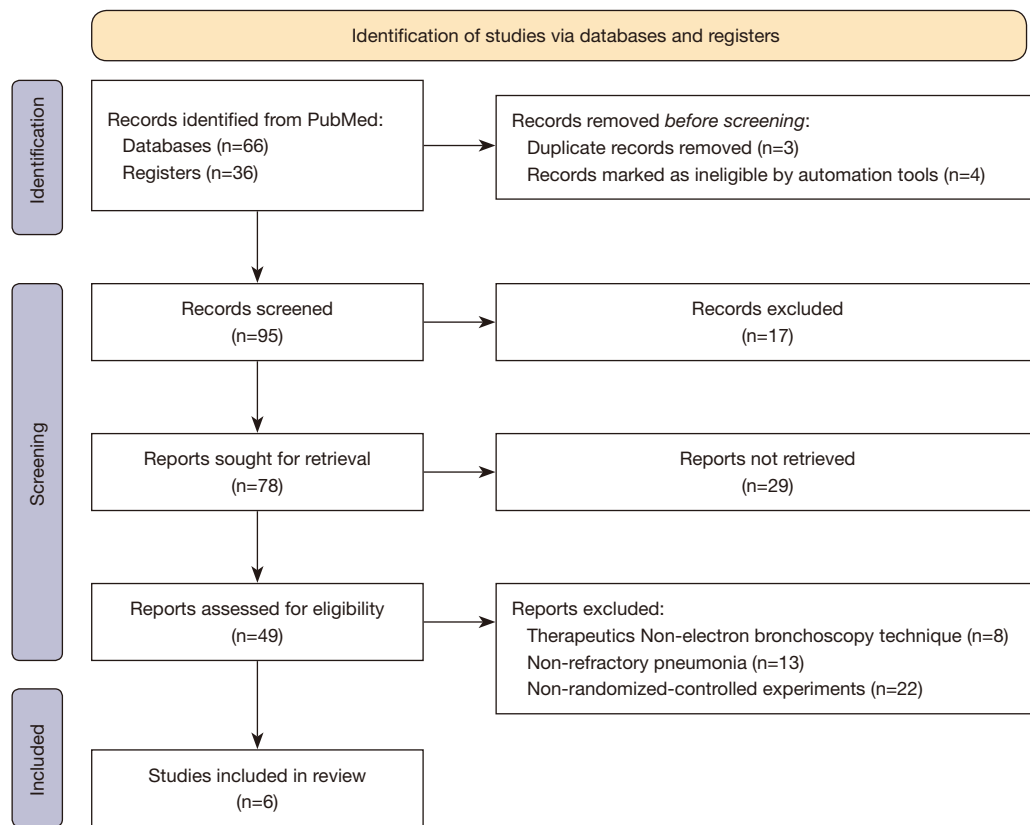 Identification of studies via databases and registers
Identification
Records identified from PubMed:
Databases (n=66)
Registers (n=36)
Records removed before screening:
Duplicate records removed (n=3)
Records marked as ineligible by automation tools (n=4)
Screening
Records screened
(n=95)
Records excluded
(n=17)
Reports sought for retrieval
(n=78)
Reports not retrieved
(n=29)
Reports assessed for eligibility
(n=49)
Reports excluded:
Therapeutics Non-electron bronchoscopy technique (n=8)
Non-refractory pneumonia (n=13)
Non-randomized-controlled experiments (n=22)
Included
Studies included in review
(n=6)